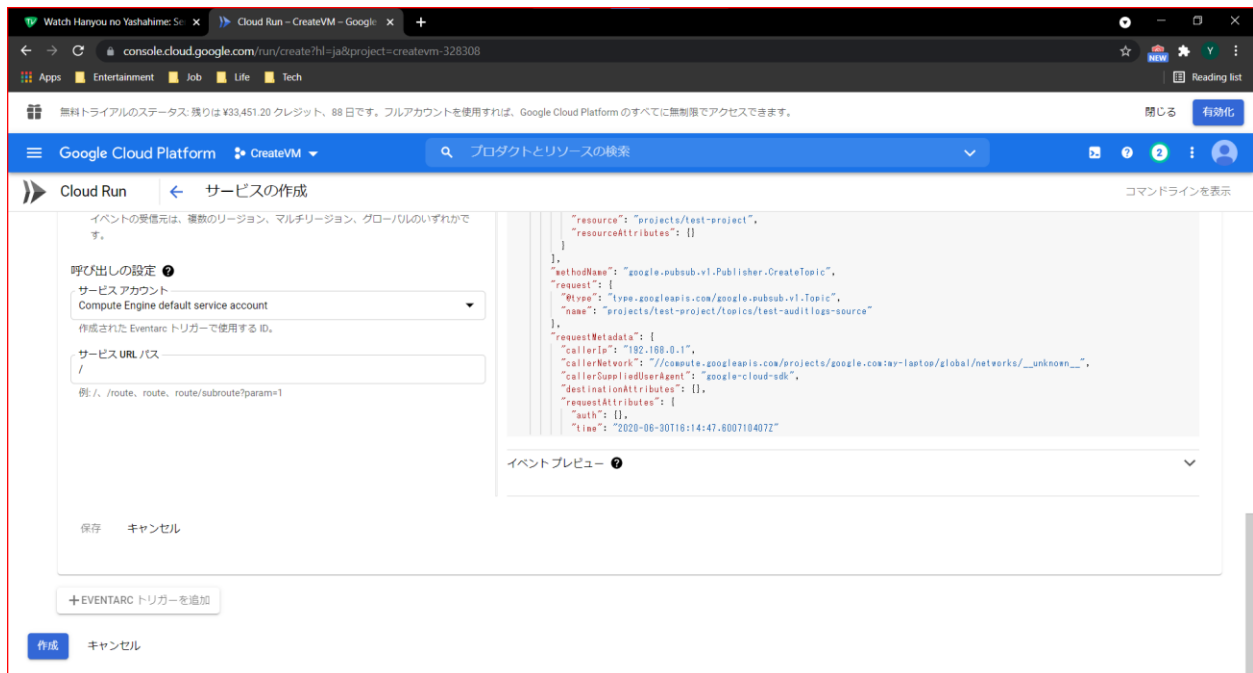 Watch Hanyou no Yashahime: Se
Cloud Run – CreateVM – Google
console.cloud.google.com/run/create?hl=ja&project=createvm-328308
NEW
Y
Apps
Entertainment
Job
Life
Tech
Reading list
無料トライアルのステータス: 残りは ¥33,451.20 クレジット、88 日です。フルアカウントを使用すれば、Google Cloud Platform のすべてに無制限でアクセスできます。
閉じる
有効化
Google Cloud Platform
CreateVM
プロダクトとリソースの検索
2
Cloud Run
サービスの作成
コマンドラインを表示
イベントの受信元は、複数のリージョン、マルチリージョン、グローバルのいずれかで
す。
呼び出しの設定
サービス アカウント
Compute Engine default service account
作成された Eventarc トリガーで使用する ID。
サービス URL パス
/
例: /、/route、route、route/subroute?param=1
"resource": "projects/test-project",
"resourceAttributes": {}
}
],
"methodName": "google.pubsub.v1.Publisher.CreateTopic",
"request": {
"@type": "type.googleapis.com/google.pubsub.v1.Topic",
"name": "projects/test-project/topics/test-auditlogs-source"
},
"requestMetadata": {
"callerIp": "192.168.0.1",
"callerNetwork": "//compute.googleapis.com/projects/google.com:my-laptop/global/networks/__unknown__",
"callerSuppliedUserAgent": "google-cloud-sdk",
"destinationAttributes": {},
"requestAttributes": {
"auth": {},
"time": "2020-06-30T16:14:47.600710407Z"
イベント プレビュー
保存
キャンセル
+EVENTARC トリガーを追加
作成
キャンセル